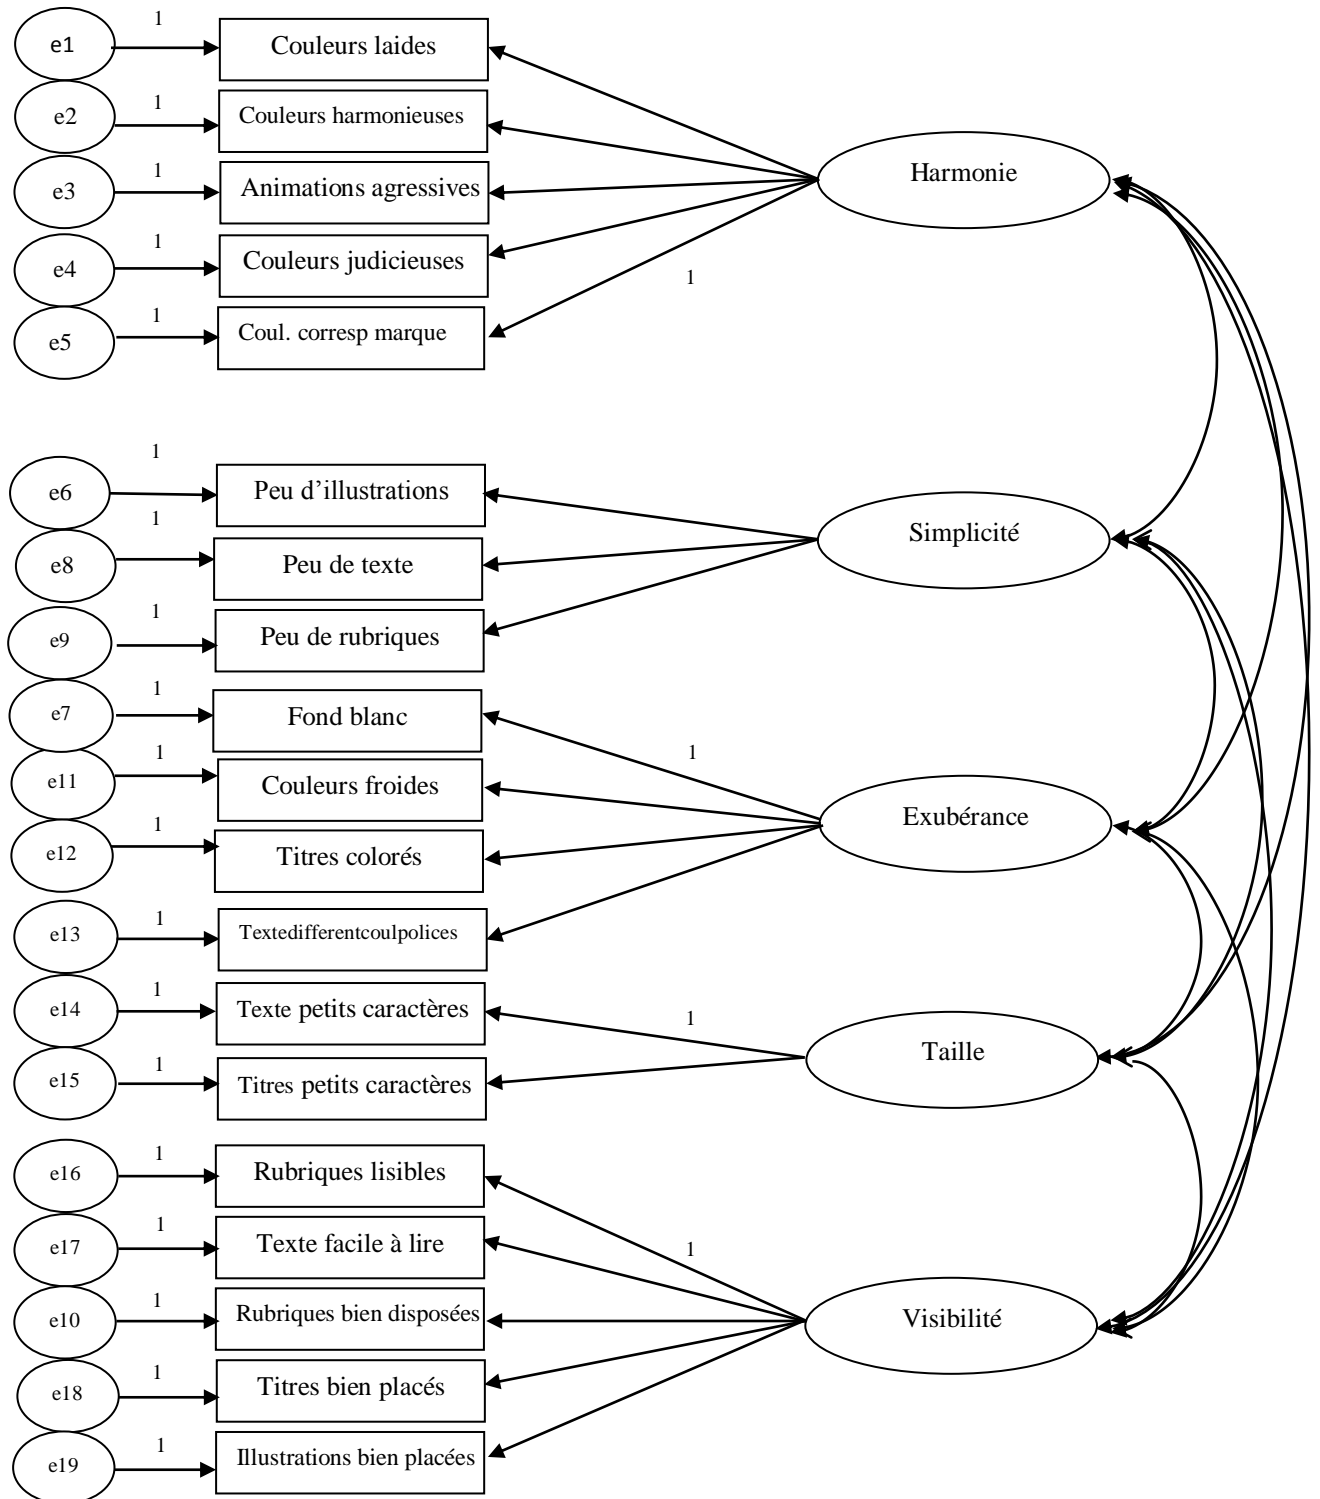 1
e1
Couleurs laides
1
e2
Couleurs harmonieuses
Harmonie
1
e3
Animations agressives
1
e4
Couleurs judicieuses
1
1
e5
Coul. corresp marque
1
e6
Peu d’illustrations
1
Simplicité
e8
Peu de texte
1
e9
Peu de rubriques
1
e7
Fond blanc
1
1
e11
Couleurs froides
Exubérance
1
e12
Titres colorés
1
e13
Textedifferentcoulpolices
1
e14
Texte petits caractères
1
Taille
1
e15
Titres petits caractères
1
e16
Rubriques lisibles
1
e17
Texte facile à lire
1
1
e10
Rubriques bien disposées
Visibilité
1
e18
Titres bien placés
1
e19
Illustrations bien placées